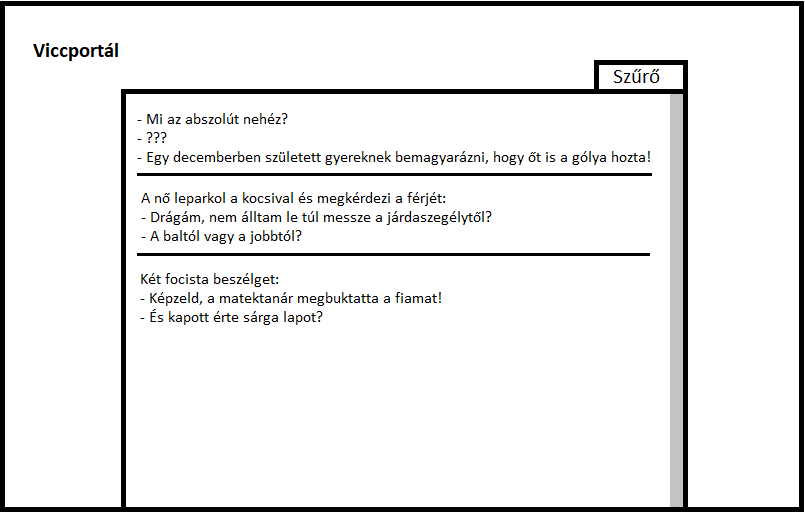 Viccportál
Szűrő
- Mi az abszolút nehéz?
- ???
- Egy decemberben született gyereknek bemagyarázni, hogy őt is a gólya hozta!
A nő leparkol a kocsival és megkérdezi a férjét:
- Drágám, nem álltam le túl messze a járdaszegélytől?
- A baltól vagy a jobbtól?
Két focista beszélget:
- Képzeld, a matektanár megbuktatta a fiamat!
- És kapott érte sárga lapot?